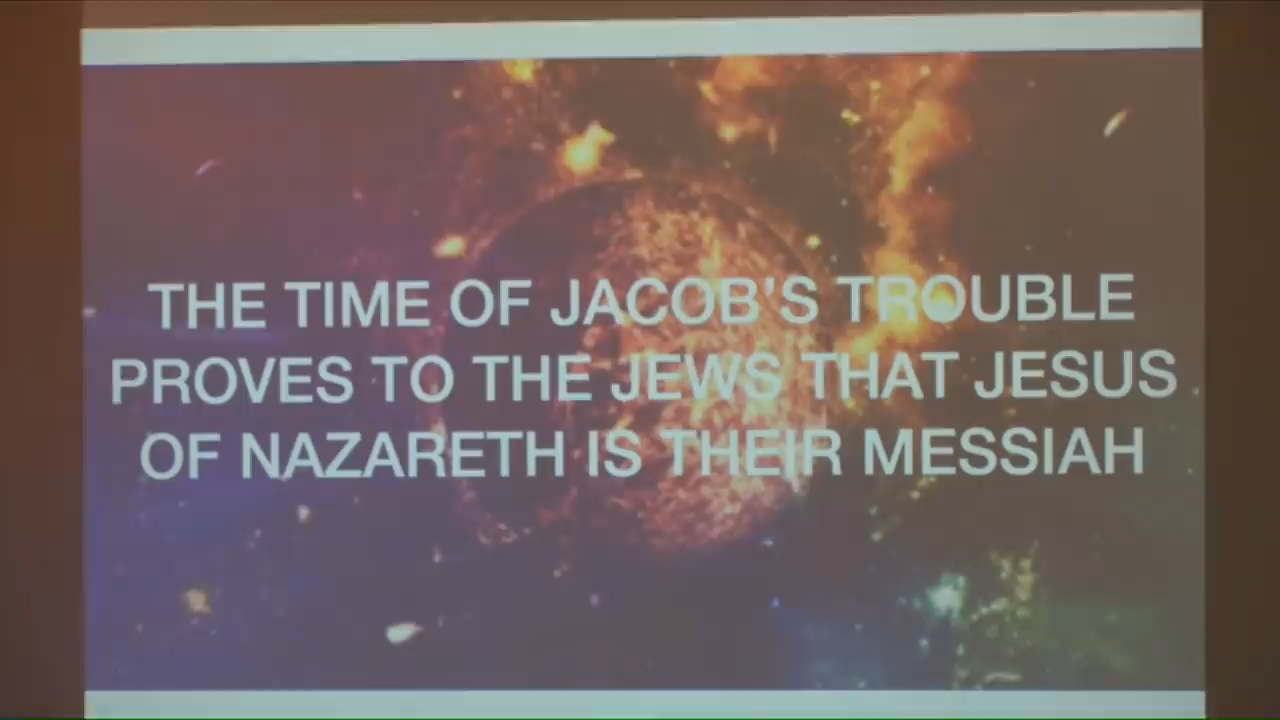 THE TIME OF JACOB'S TROUBLE
PROVES TO THE JEWS THAT JESUS
OF NAZARETH IS THEIR MESSIAH